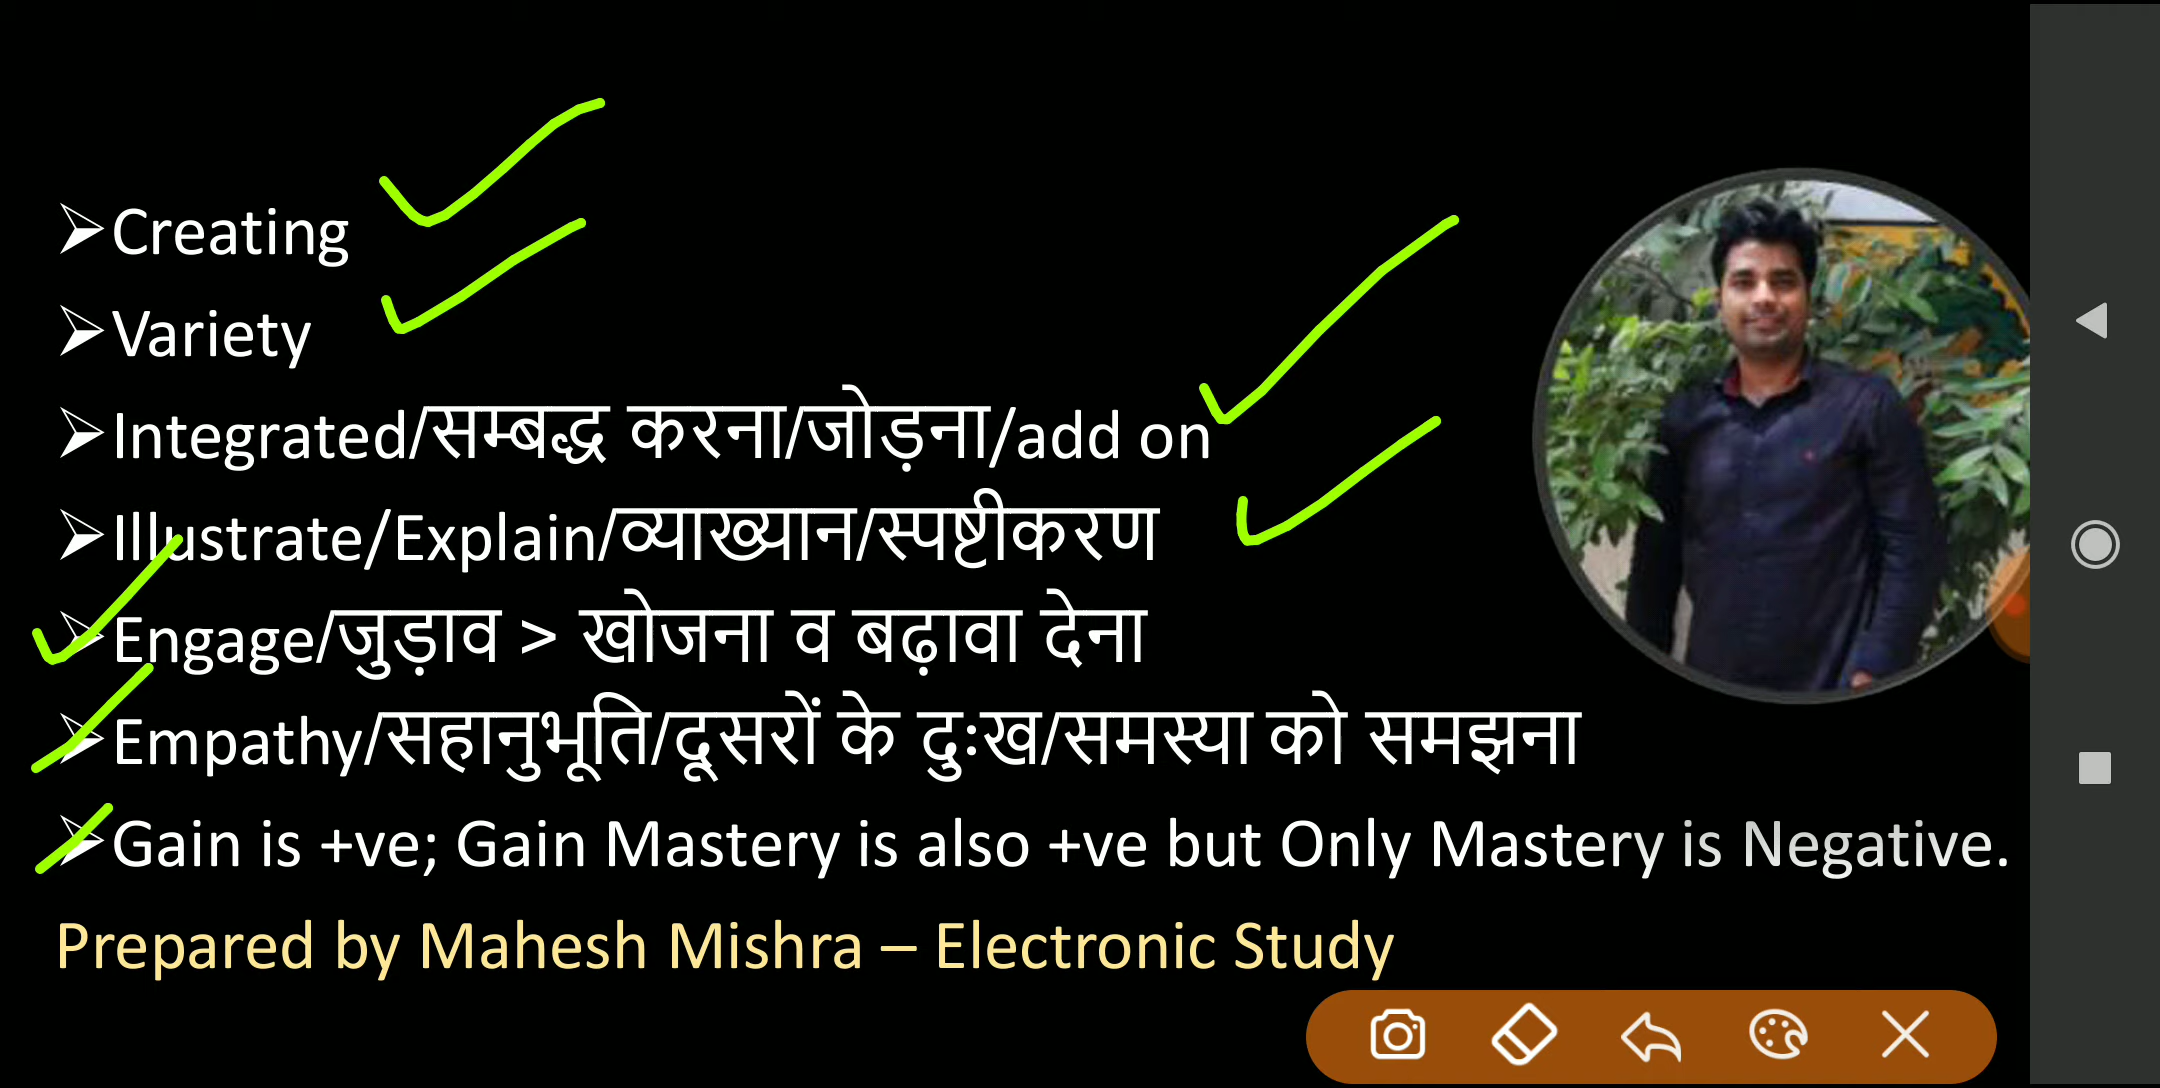 ➢Creating
➢Variety
➢Integrated/सम्बद्ध करना/जोड़ना/add on
➢Illustrate/Explain/व्याख्यान/स्पष्टीकरण
➢Engage/जुड़ाव > खोजना व बढ़ावा देना
➢Empathy/सहानुभूति/दूसरों के दुःख/समस्या को समझना
➢Gain is +ve; Gain Mastery is also +ve but Only Mastery is Negative.
Prepared by Mahesh Mishra – Electronic Study